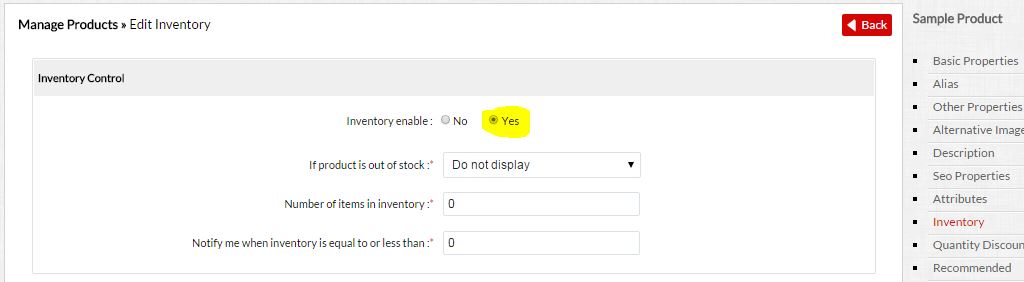 Manage Products » Edit Inventory
Back
Inventory Control
Inventory enable : No Yes
If product is out of stock :* Do not display
Number of items in inventory :* 0
Notify me when inventory is equal to or less than :* 0
Sample Product
Basic Properties
Alias
Other Properties
Alternative Image
Description
Seo Properties
Attributes
Inventory
Quantity Discoun
Recommended